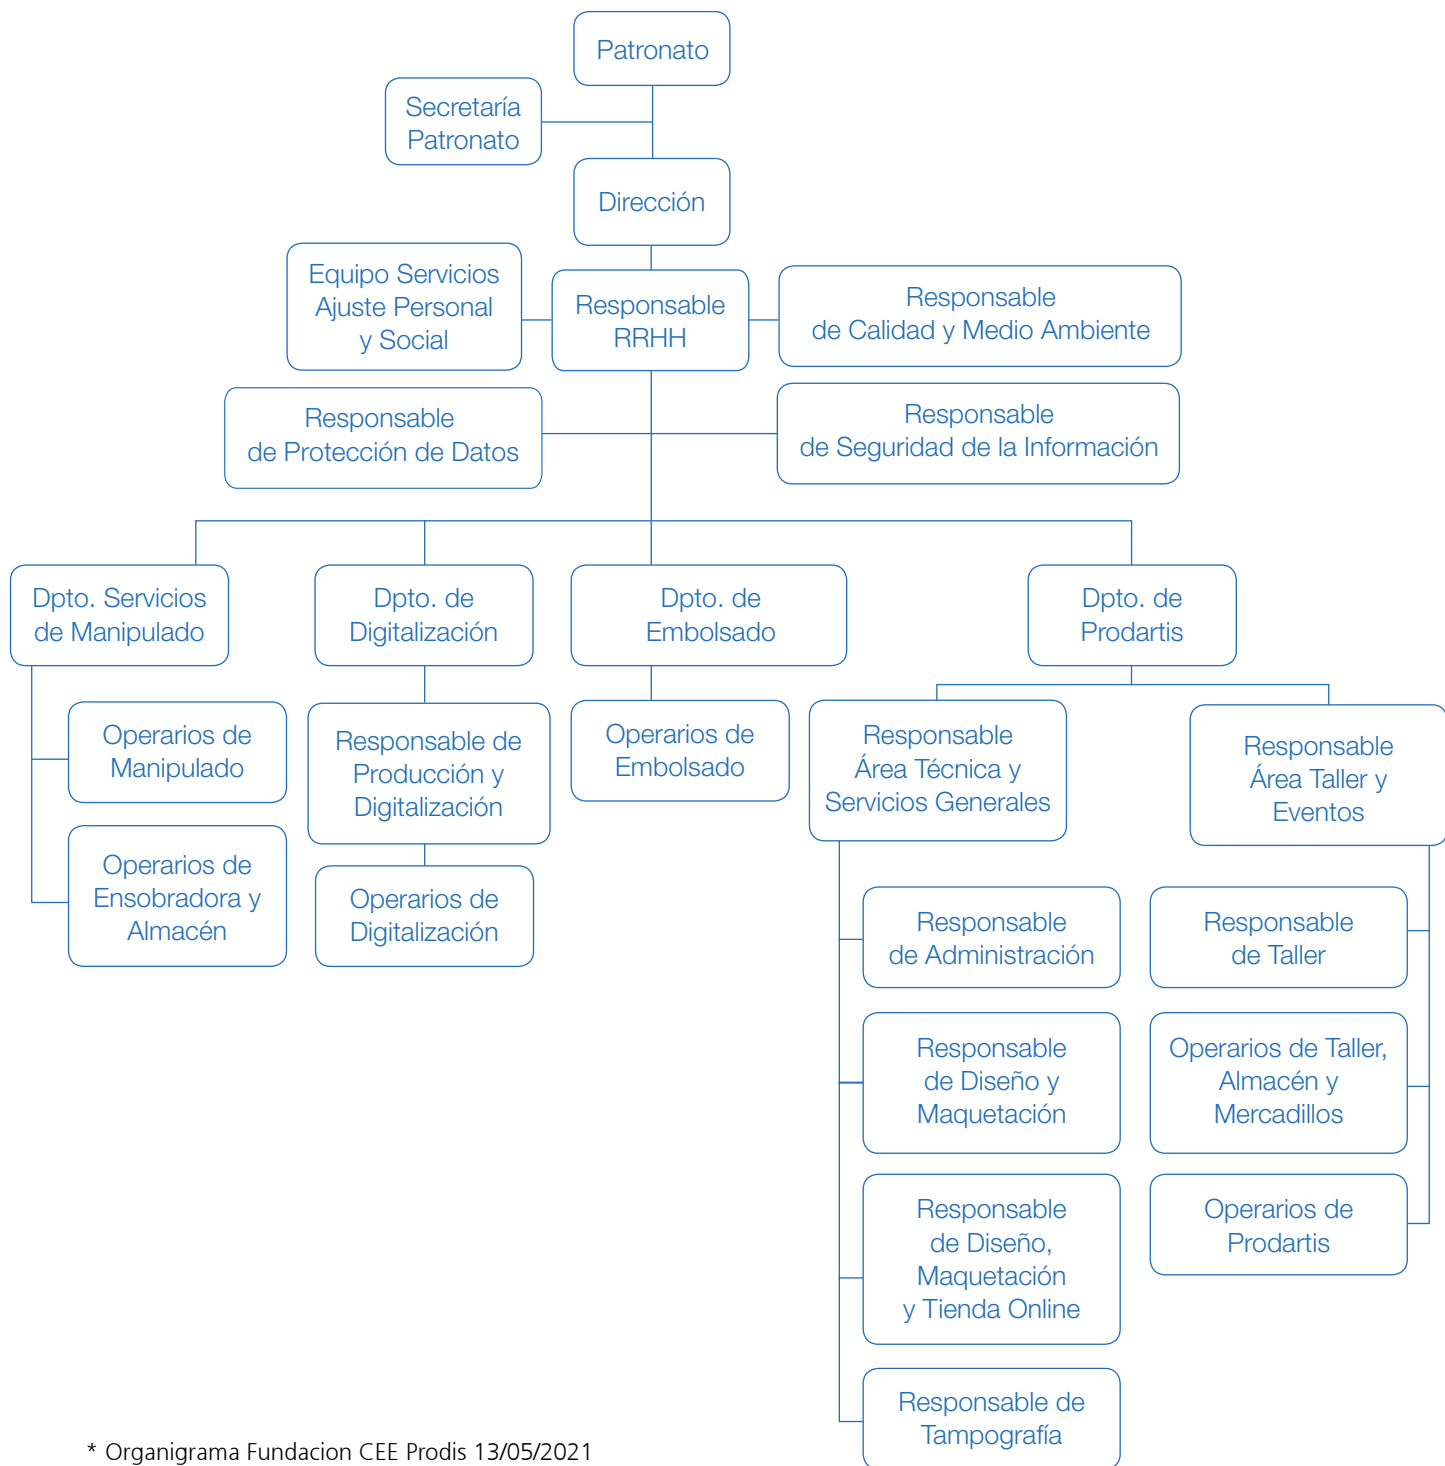 Patronato
Secretaría
Patronato
Dirección
Equipo Servicios
Ajuste Personal
y Social
Responsable
RRHH
Responsable
de Calidad y Medio Ambiente
Responsable
de Protección de Datos
Responsable
de Seguridad de la Información
Dpto. Servicios
de Manipulado
Dpto. de
Digitalización
Dpto. de
Embolsado
Dpto. de
Prodartis
Operarios de
Manipulado
Operarios de
Ensobradora y
Almacén
Responsable de
Producción y
Digitalización
Operarios de
Digitalización
Operarios de
Embolsado
Responsable
Área Técnica y
Servicios Generales
Responsable
de Administración
Responsable
de Diseño y
Maquetación
Responsable
de Diseño,
Maquetación
y Tienda Online
Responsable de
Tampografía
Responsable
Área Taller y
Eventos
Responsable
de Taller
Operarios de Taller,
Almacén y
Mercadillos
Operarios de
Prodartis
* Organigrama Fundacion CEE Prodis 13/05/2021